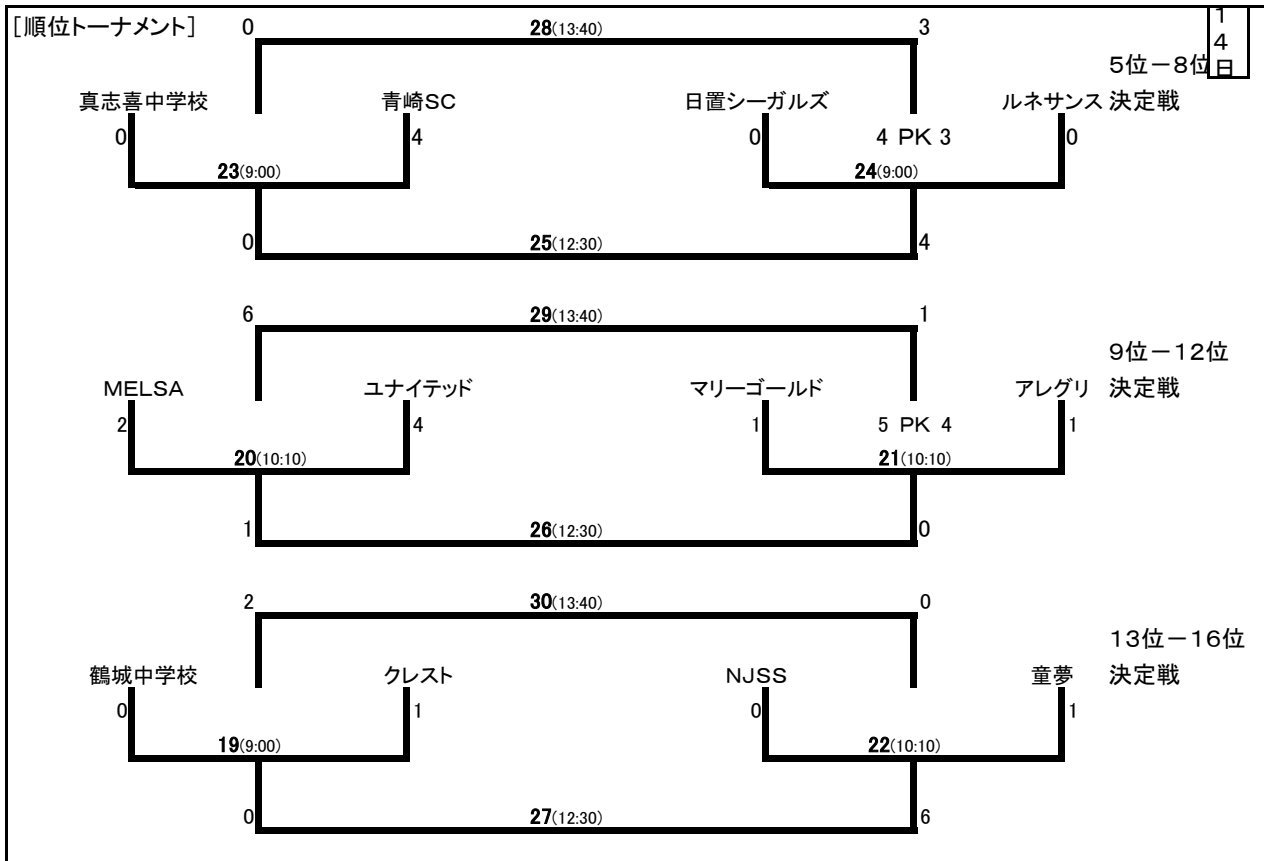 [順位トーナメント] 0 28(13:40) 3
14日
5位－8位
決定戦
真志喜中学校 青崎SC 日置シーガルズ ルネサンス
0 4 0 4 PK 3 0
23(9:00) 24(9:00)
0 25(12:30) 4
6 29(13:40) 1
9位－12位
決定戦
MELSA ユナイテッド マリーゴールド アレグリ
2 4 1 5 PK 4 1
20(10:10) 21(10:10)
1 26(12:30) 0
2 30(13:40) 0
13位－16位
決定戦
鶴城中学校 クレスト NJSS 童夢
0 1 0 1
19(9:00) 22(10:10)
0 27(12:30) 6